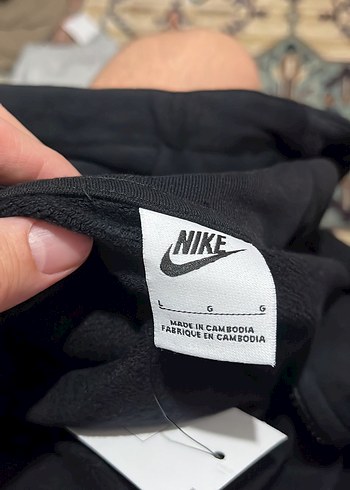 NIKE
L G G
MADE IN CAMBODIA
FABRIQUE EN CAMBODIA